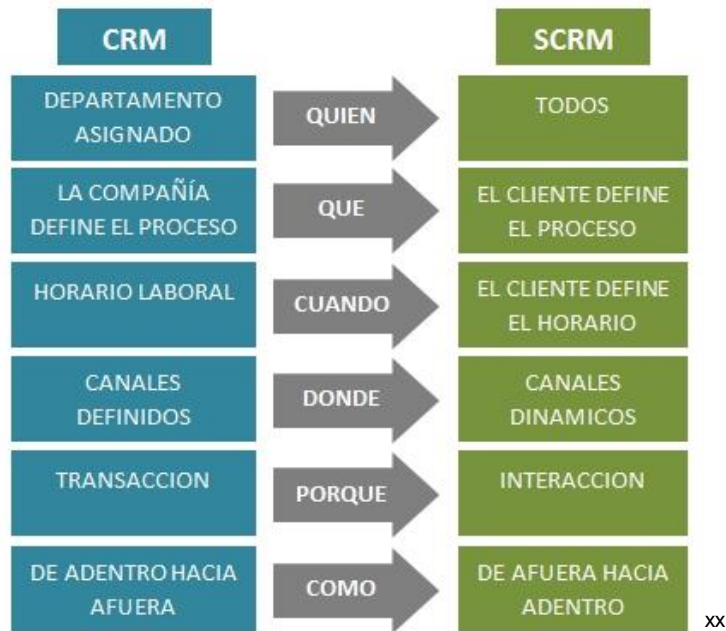 CRM
SCRM
DEPARTAMENTO
ASIGNADO
QUIEN
TODOS
LA COMPAÑÍA
DEFINE EL PROCESO
QUE
EL CLIENTE DEFINE
EL PROCESO
HORARIO LABORAL
CUANDO
EL CLIENTE DEFINE
EL HORARIO
CANALES
DEFINIDOS
DONDE
CANALES
DINAMICOS
TRANSACCION
PORQUE
INTERACCION
DE ADENTRO HACIA
AFUERA
COMO
DE AFUERA HACIA
ADENTRO
xx